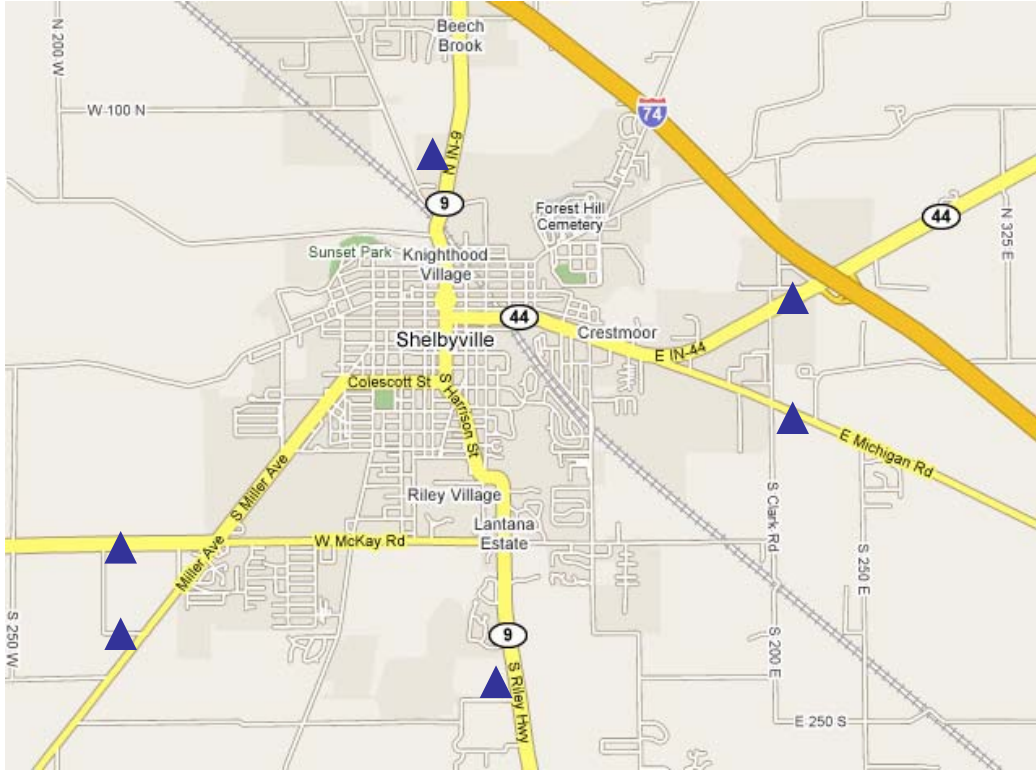 Beech
Brook
N 200 W
W 100 N
74
N IN-9
9
Forest Hill
Cemetery
44
N 325 E
Sunset Park
Knighthood
Village
44
Crestmoor
Shelbyville
E IN-44
Colescott St
S Harrison St
E Michigan Rd
S Miller Ave
Riley Village
S Clark Rd
Lantana
Estate
W McKay Rd
Miller Ave
S 250 E
S 250 W
9
S 200 E
S Riley Hwy
E 250 S